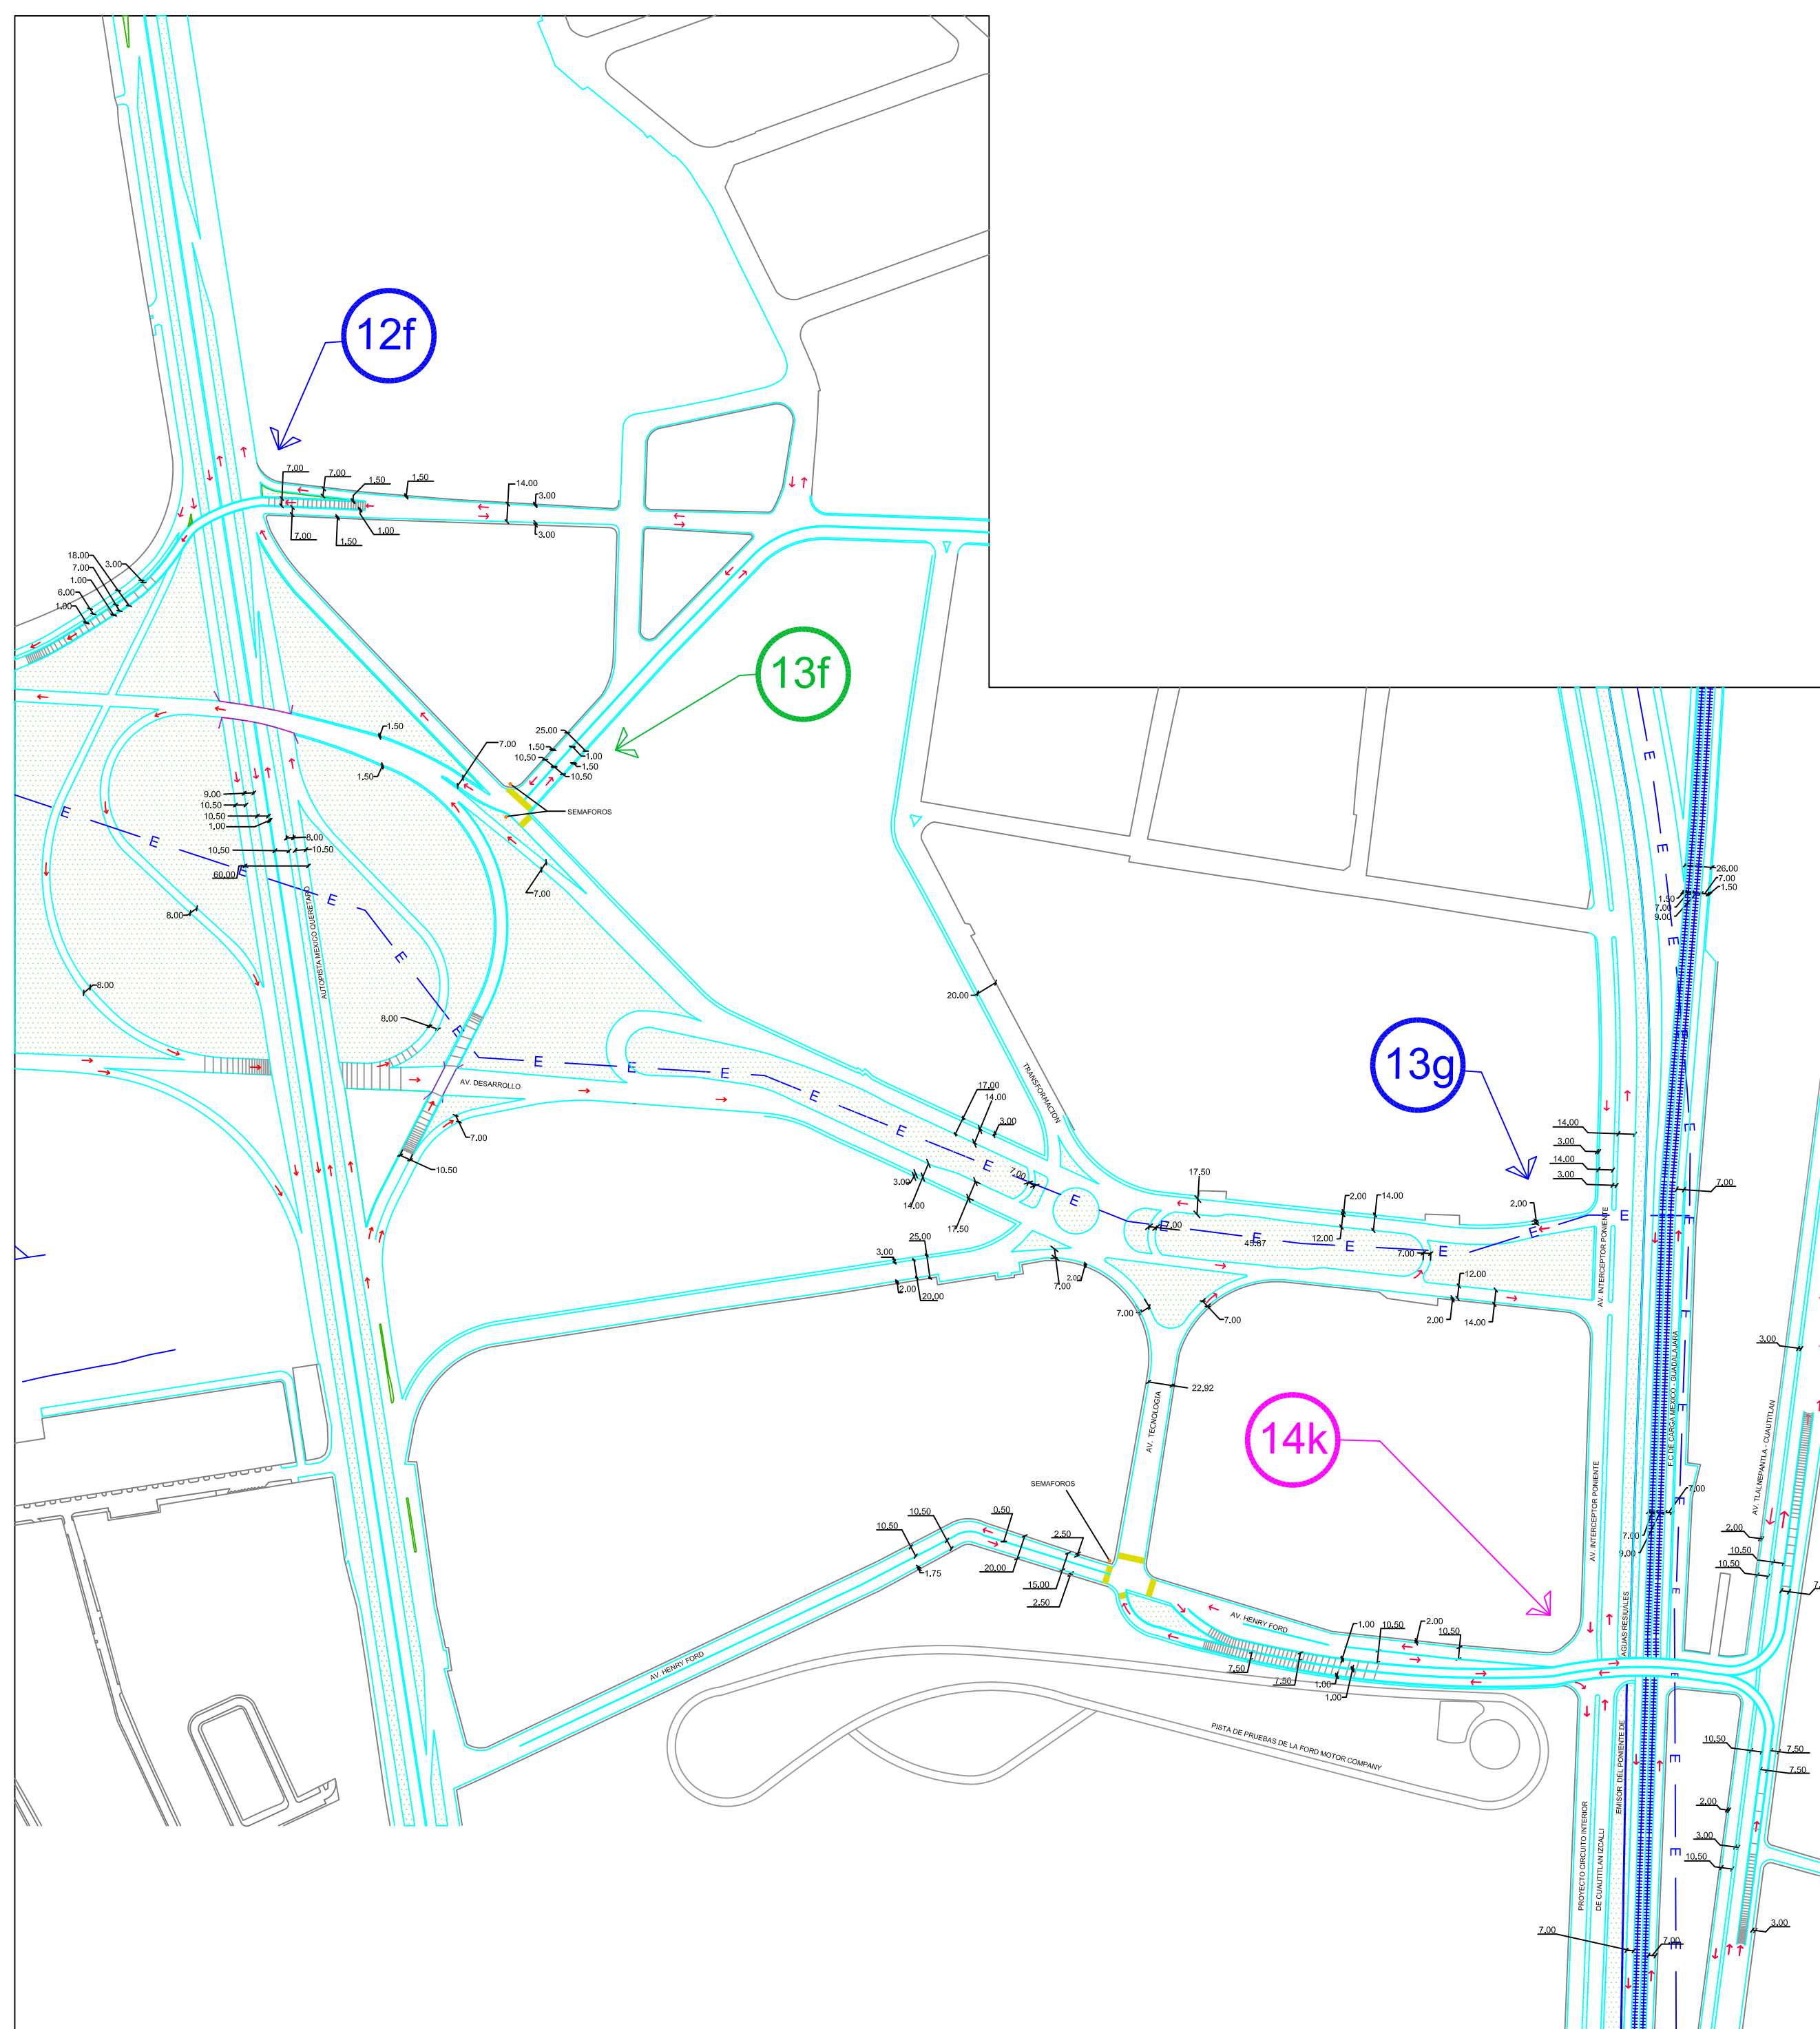 12f
7.00
7.00
1.50
1.50
14.00
3.00
7.00
1.50
1.00
3.00
18.00
7.00
1.00
6.00
1.00
3.00
13f
25.00
1.50
10.50
1.00
1.50
10.50
7.00
SEMAFOROS
1.50
1.50
9.00
10.50
10.50
1.00
8.00
10.50
10.50
60.00
7.00
8.00
8.00
8.00
E
E
E
E
E
E
AUTOPISTA MEXICO QUERETARO
AV. DESARROLLO
E
E
E
E
E
E
7.00
10.50
20.00
TRANSFORMACION
17.00
14.00
3.00
7.00
3.00
14.00
17.50
E
3.00
25.00
2.00
20.00
7.00
2.00
17.50
7.00
45.67
2.00
14.00
12.00
7.00
2.00
E
E
E
E
E
E
12.00
2.00
14.00
7.00
7.00
22.92
AV. TECNOLOGIA
13g
14.00
3.00
14.00
3.00
7.00
AV. INTERCEPTOR PONIENTE
26.00
7.00
1.50
1.50
7.00
9.00
F.C DE CARGA MEXICO - GUADALAJARA
3.00
AV. TLALNEPANTLA - CUAUTITLAN
14k
AV. INTERCEPTOR PONIENTE
7.00
7.00
9.00
2.00
10.50
10.50
SEMAFOROS
10.50
10.50
0.50
2.50
1.75
20.00
15.00
2.50
AV. HENRY FORD
AV. HENRY FORD
1.00
10.50
2.00
10.50
7.50
7.50
1.00
1.00
PISTA DE PRUEBAS DE LA FORD MOTOR COMPANY
EMISOR DEL PONIENTE DE
AGUAS RESIUALES
PROYECTO CIRCUITO INTERIOR
DE CUAUTITLAN IZCALLI
10.50
7.50
7.50
2.00
3.00
10.50
7.00
7.00
3.00